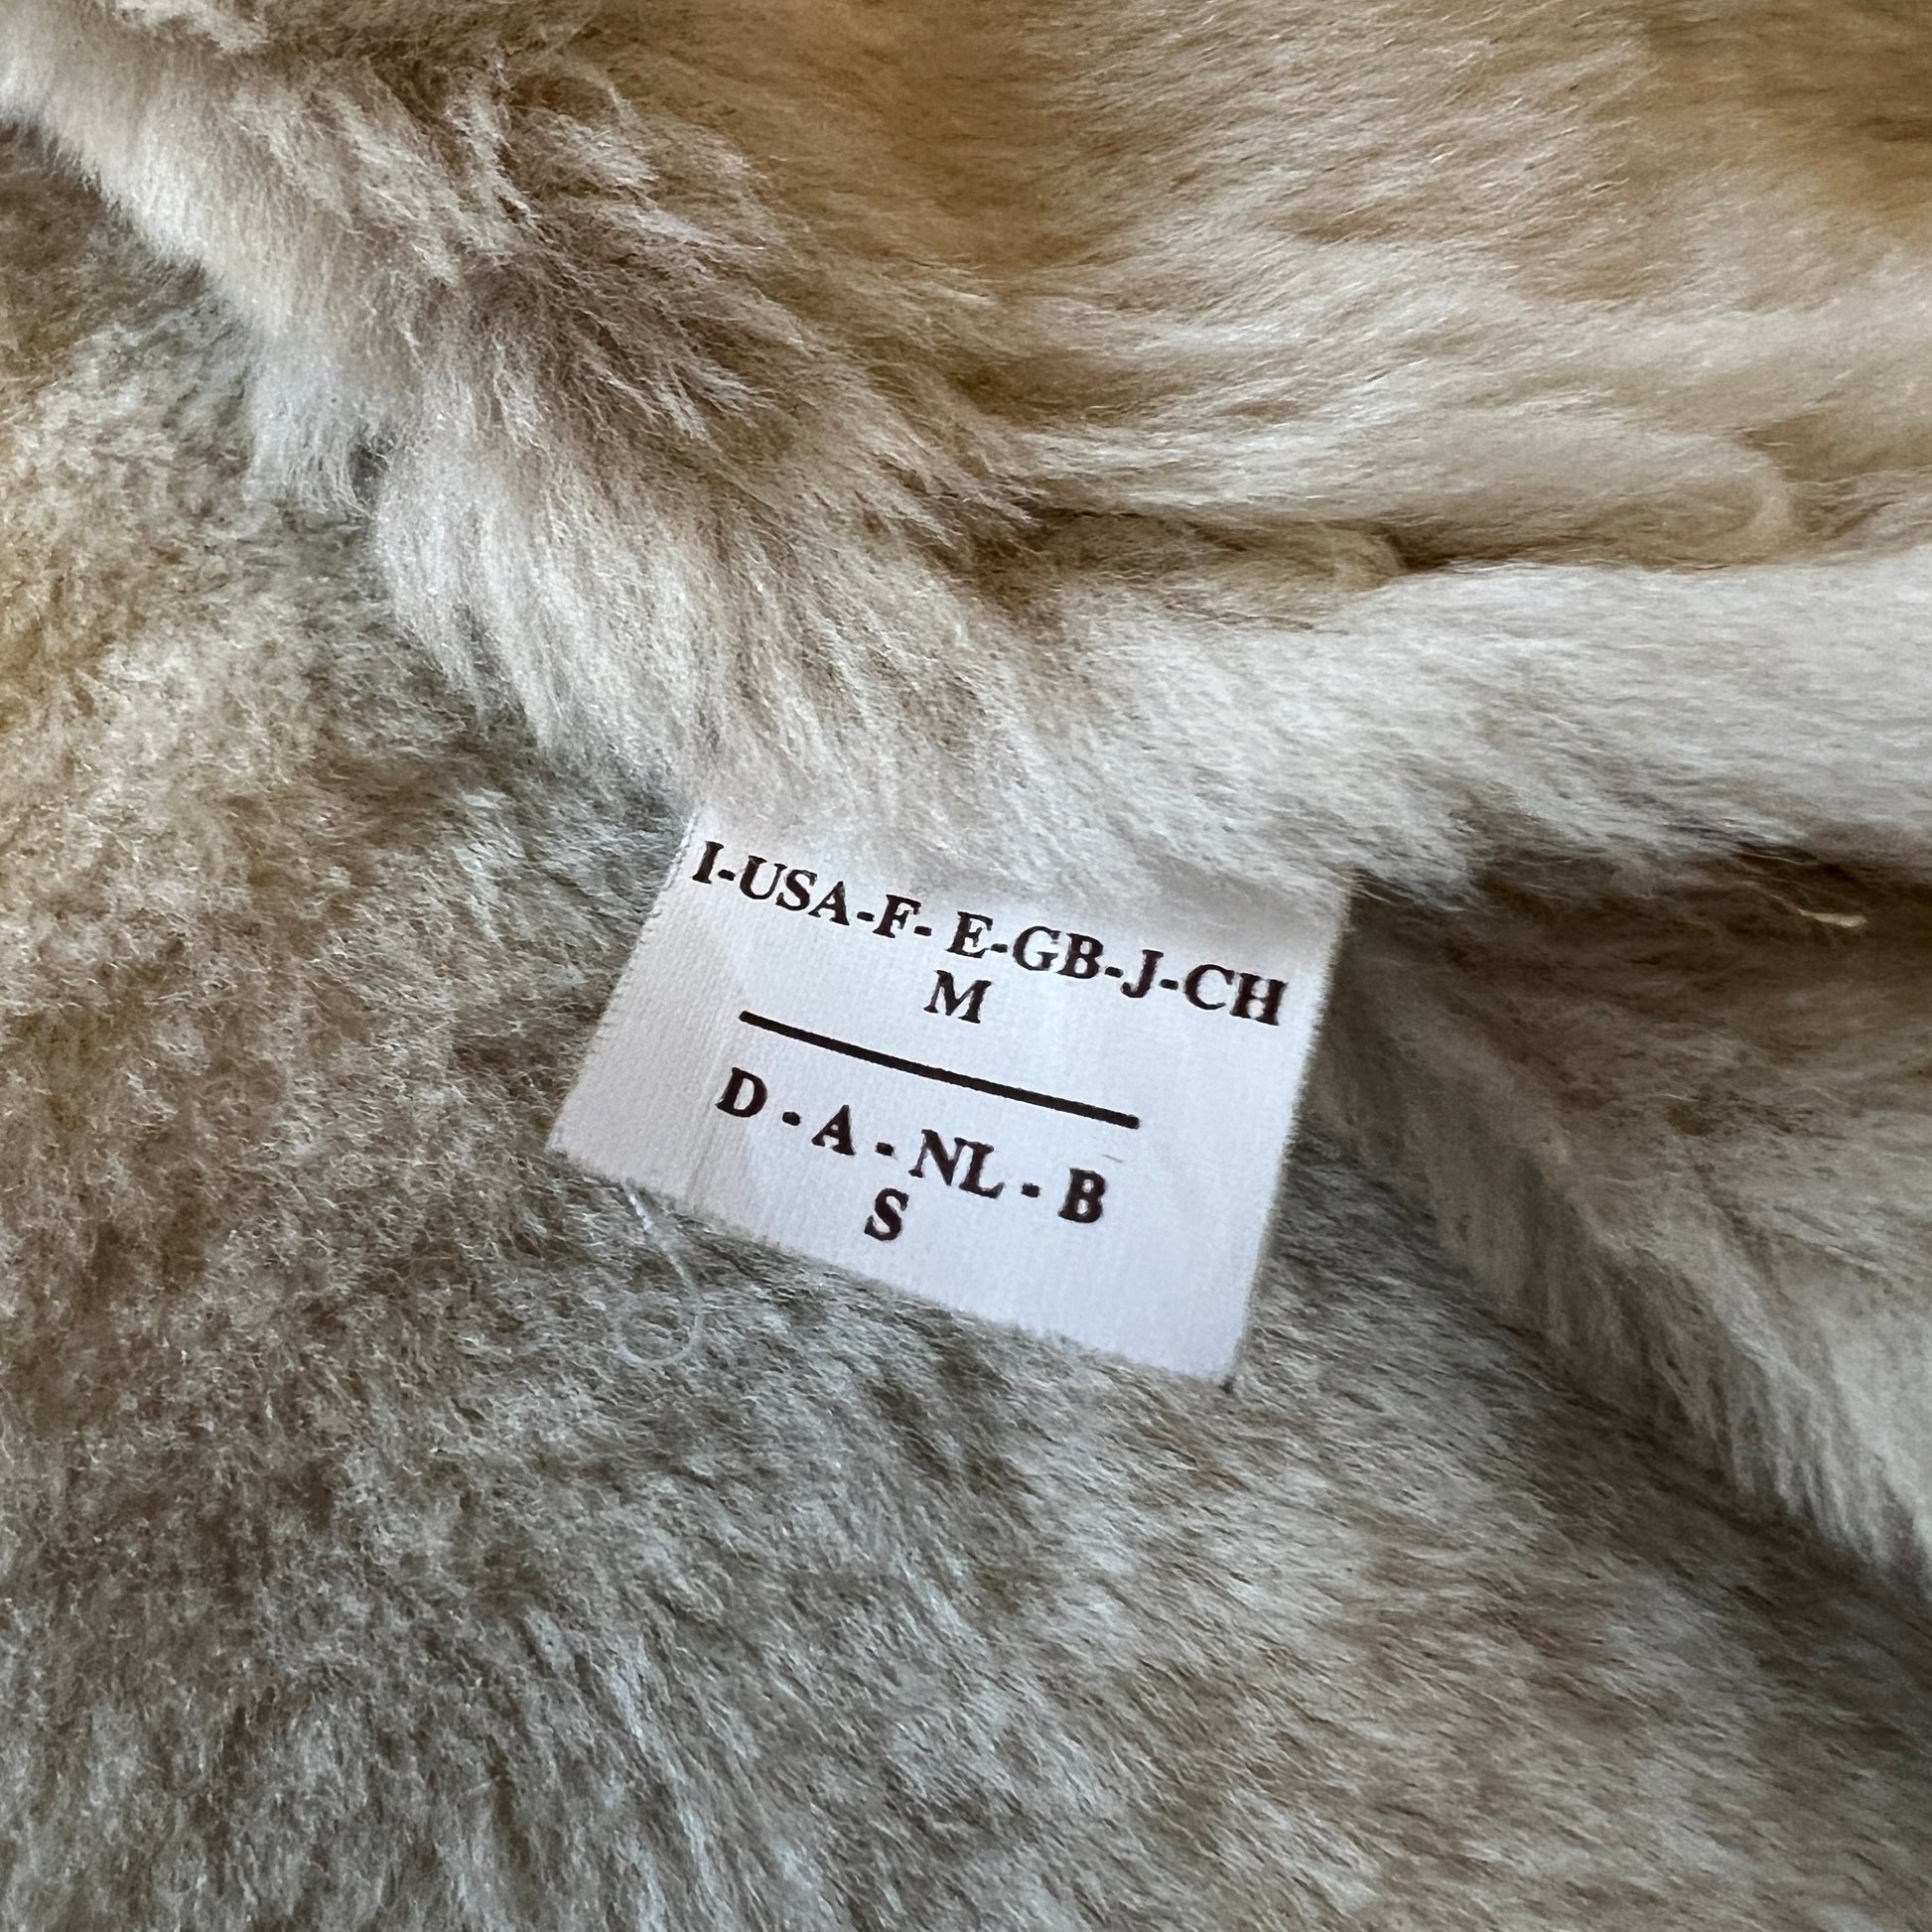 I-USA-F- E-GB-J-CH
M
D - A - NL - B
S